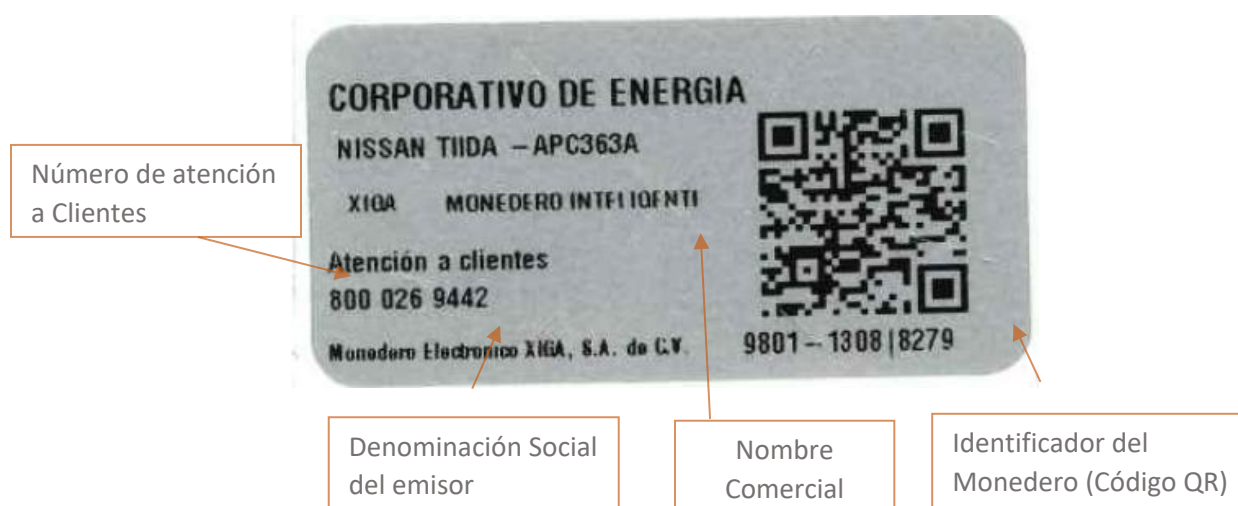 CORPORATIVO DE ENERGIA
NISSAN TIIDA – APC363A
XIGA MONEDERO INTELIGENTE
Atención a clientes
800 026 9442
Monedero Electronico XIGA, S.A. de C.V.
9801 – 1308|8279
Número de atención
a Clientes
Denominación Social
del emisor
Nombre
Comercial
Identificador del
Monedero (Código QR)